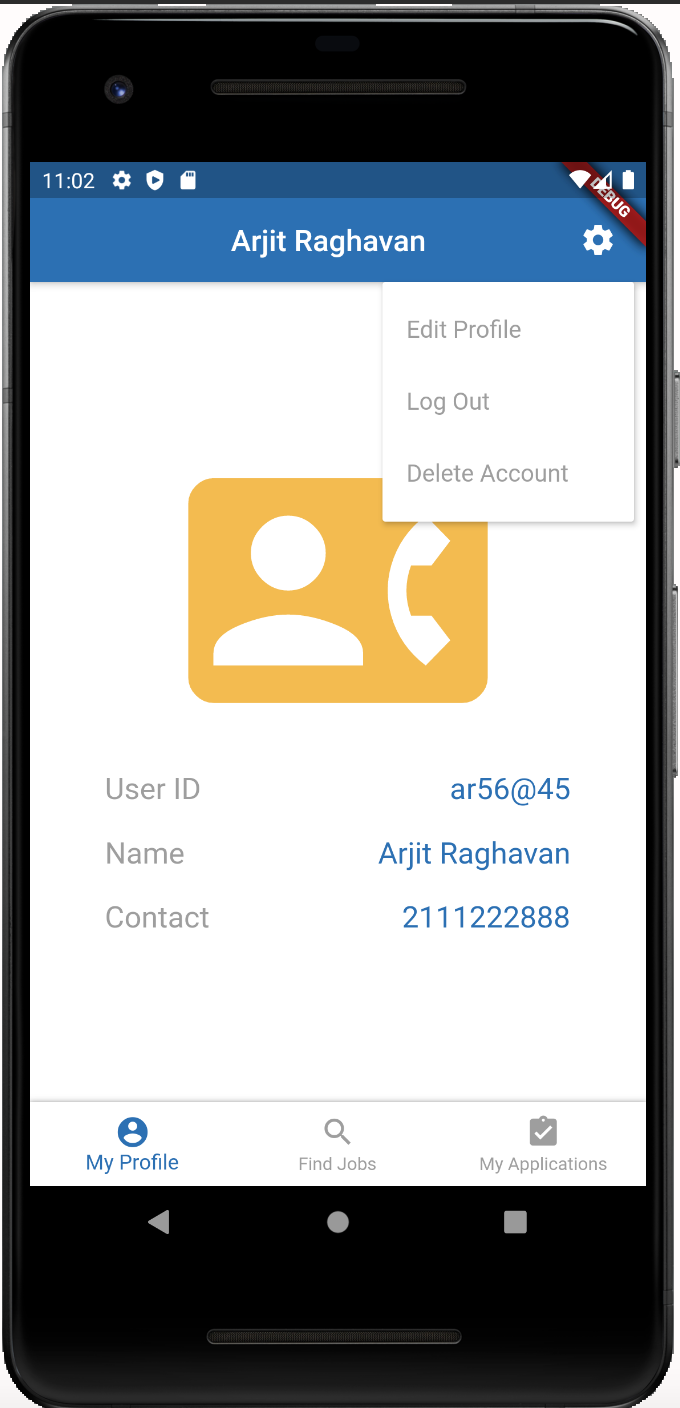 11:02
DEBUG
Arjit Raghavan
Edit Profile
Log Out
Delete Account
User ID ar56@45
Name Arjit Raghavan
Contact 2111222888
My Profile Find Jobs My Applications